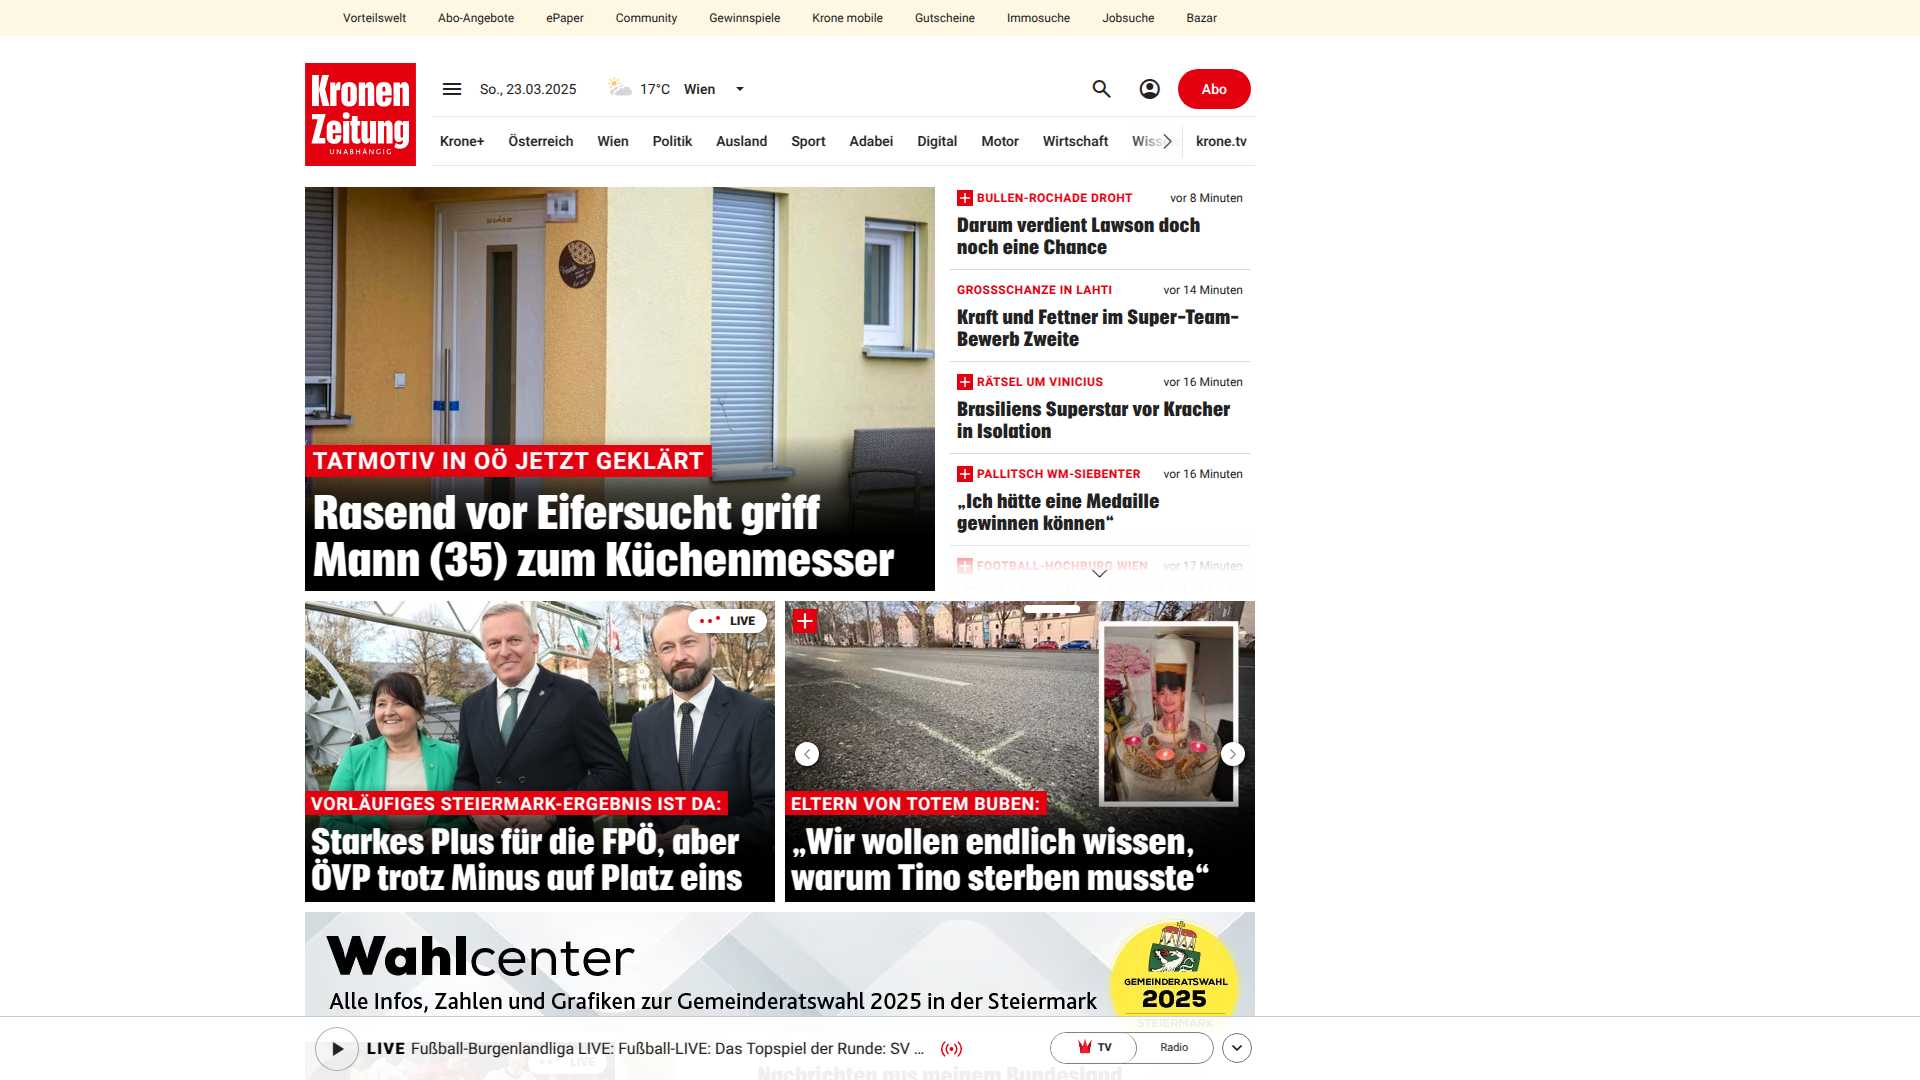 Vorteilswelt Abo-Angebote ePaper Community Gewinnspiele Krone mobile Gutscheine Immosuche Jobsuche Bazar
Kronen
Zeitung
UNABHÄNGIG
So., 23.03.2025 17°C Wien
Abo
Krone+ Österreich Wien Politik Ausland Sport Adabei Digital Motor Wirtschaft krone.tv
TATMOTIV IN OÖ JETZT GEKLÄRT
Rasend vor Eifersucht griff
Mann (35) zum Küchenmesser
BULLEN-ROCHADE DROHT vor 8 Minuten
Darum verdient Lawson doch
noch eine Chance
GROSSSCHANZE IN LAHTI vor 14 Minuten
Kraft und Fettner im Super-Team-
Bewerb Zweite
RÄTSEL UM VINICIUS vor 16 Minuten
Brasiliens Superstar vor Kracher
in Isolation
PALLITSCH WM-SIEBENTER vor 16 Minuten
„Ich hätte eine Medaille
gewinnen können“
FOOTBALL-HOCHBURG WIEN vor 17 Minuten
LIVE
VORLÄUFIGES STEIERMARK-ERGEBNIS IST DA:
Starkes Plus für die FPÖ, aber
ÖVP trotz Minus auf Platz eins
ELTERN VON TOTEM BUBEN:
„Wir wollen endlich wissen,
warum Tino sterben musste“
Wahlcenter
Alle Infos, Zahlen und Grafiken zur Gemeinderatswahl 2025 in der Steiermark
GEMEINDERATSWAHL
2025
STEIERMARK
LIVE Fußball-Burgenlandliga LIVE: Fußball-LIVE: Das Topspiel der Runde: SV ...
TV Radio
LIVE
Nachrichten aus meinem Bundesland